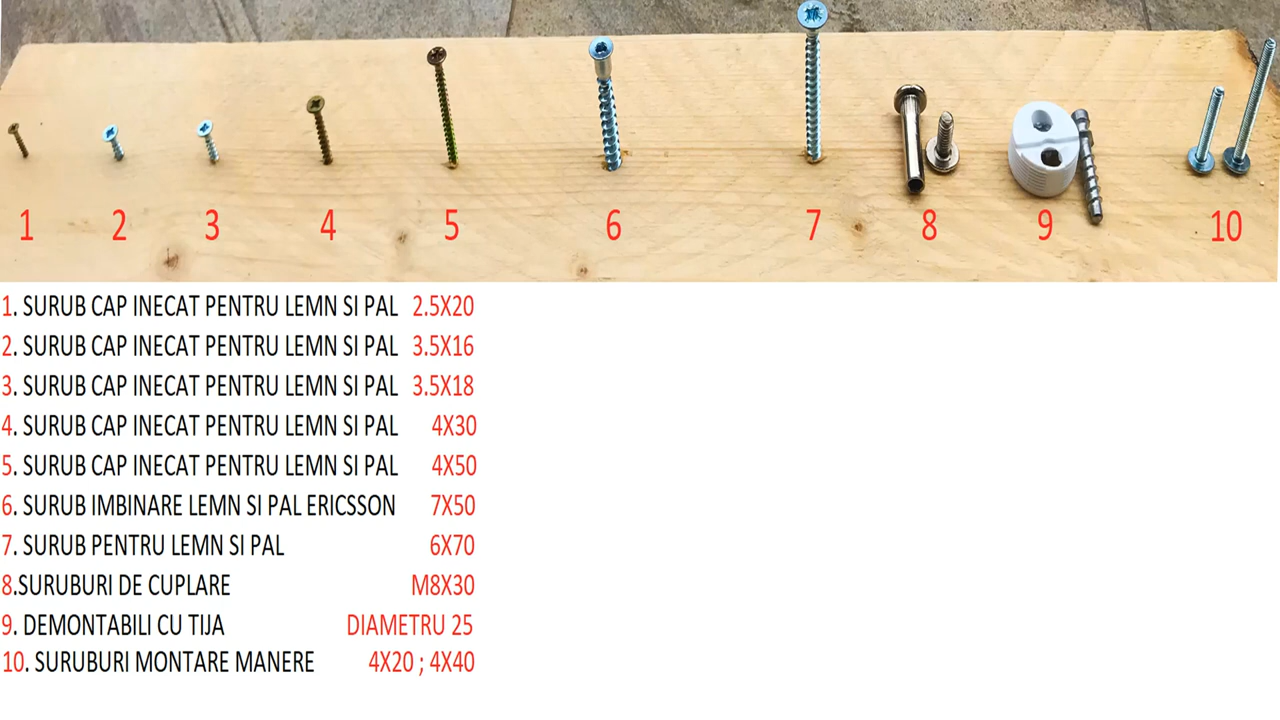 1 2 3 4 5 6 7 8 9 10
1. SURUB CAP INECAT PENTRU LEMN SI PAL 2.5X20
2. SURUB CAP INECAT PENTRU LEMN SI PAL 3.5X16
3. SURUB CAP INECAT PENTRU LEMN SI PAL 3.5X18
4. SURUB CAP INECAT PENTRU LEMN SI PAL 4X30
5. SURUB CAP INECAT PENTRU LEMN SI PAL 4X50
6. SURUB IMBINARE LEMN SI PAL ERICSSON 7X50
7. SURUB PENTRU LEMN SI PAL 6X70
8.SURUBURI DE CUPLARE M8X30
9. DEMONTABILI CU TIJA DIAMETRU 25
10. SURUBURI MONTARE MANERE 4X20 ; 4X40